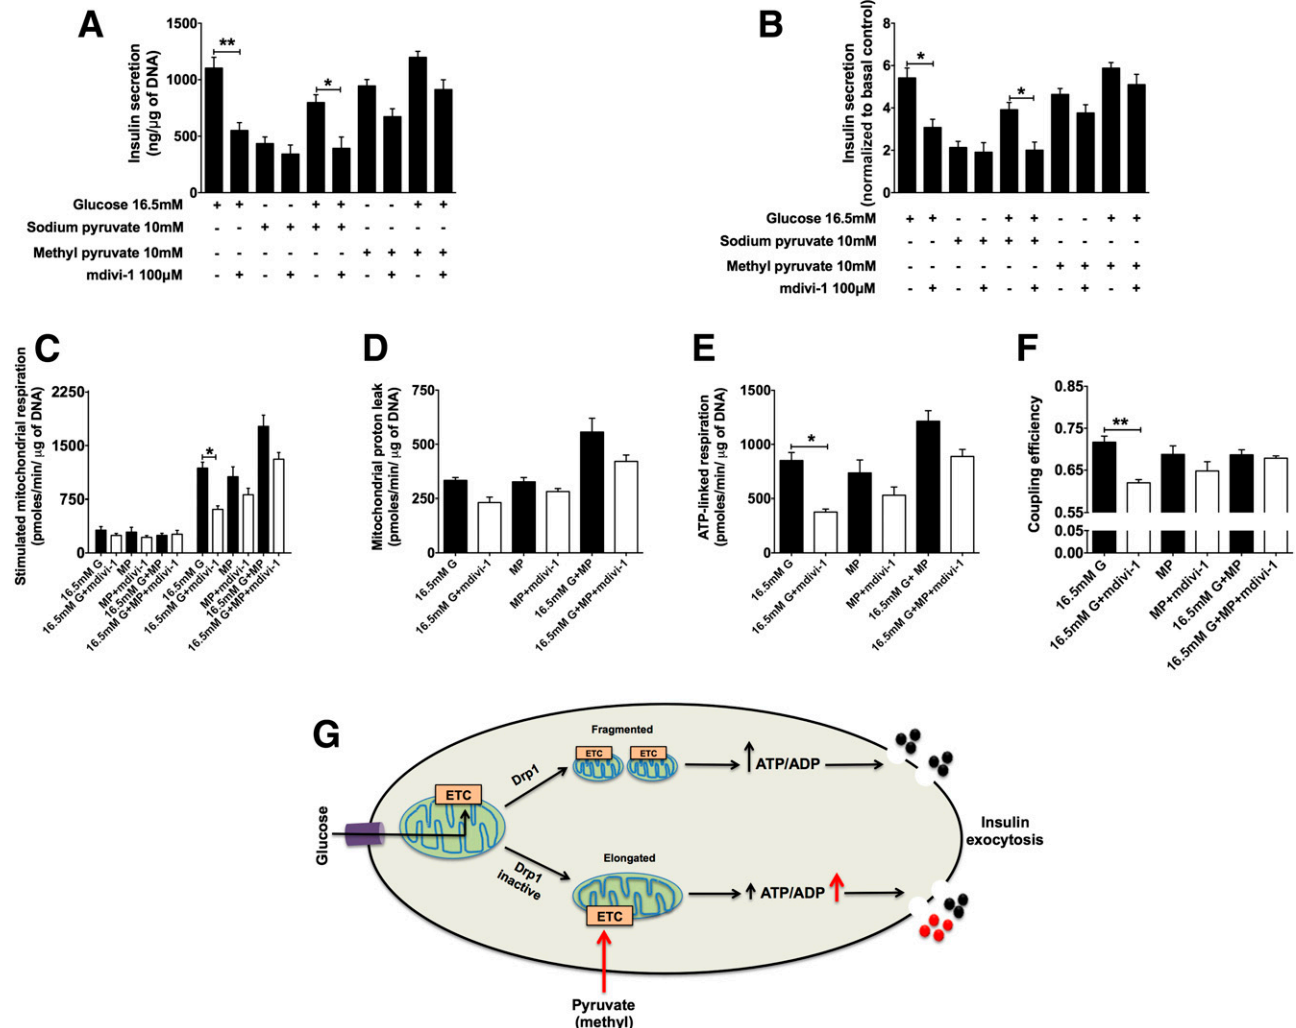 A
Insulin secretion
(ng/µg of DNA)
1500
1000
500
0
**
*
Glucose 16.5mM + + - - + + - - + +
Sodium pyruvate 10mM - - + + + + - - - -
Methyl pyruvate 10mM - - - - - - + + + +
mdivi-1 100µM - + - + - + - + - +
B
Insulin secretion
(normalized to basal control)
8
6
4
2
0
*
*
Glucose 16.5mM + + - - + + - - + +
Sodium pyruvate 10mM - - + + + + - - - -
Methyl pyruvate 10mM - - - - - - + + + +
mdivi-1 100µM - + - + - + - + - +
C
Stimulated mitochondrial respiration
(pmoles/min/ µg of DNA)
2250
1500
750
0
*
16.5mM G
16.5mM G+mdivi-1
MP
MP+mdivi-1
16.5mM G+MP
16.5mM G+MP+mdivi-1
16.5mM G
16.5mM G+mdivi-1
MP
MP+mdivi-1
16.5mM G+MP
16.5mM G+MP+mdivi-1
D
Mitochondrial proton leak
(pmoles/min/ µg of DNA)
750
500
250
0
16.5mM G
16.5mM G+mdivi-1
MP
MP+mdivi-1
16.5mM G+MP
16.5mM G+MP+mdivi-1
E
ATP-linked respiration
(pmoles/min/ µg of DNA)
1500
1000
500
0
*
16.5mM G
16.5mM G+mdivi-1
MP
MP+mdivi-1
16.5mM G+ MP
16.5mM G+MP+mdivi-1
F
Coupling efficiency
0.85
0.75
0.65
0.55
0.05
0.00
**
16.5mM G
16.5mM G+mdivi-1
MP
MP+mdivi-1
16.5mM G+MP
16.5mM G+MP+mdivi-1
G
Fragmented
ETC
ETC
Drp1
ATP/ADP
ETC
Glucose
Insulin
exocytosis
Drp1
inactive
Elongated
ATP/ADP
ETC
Pyruvate
(methyl)